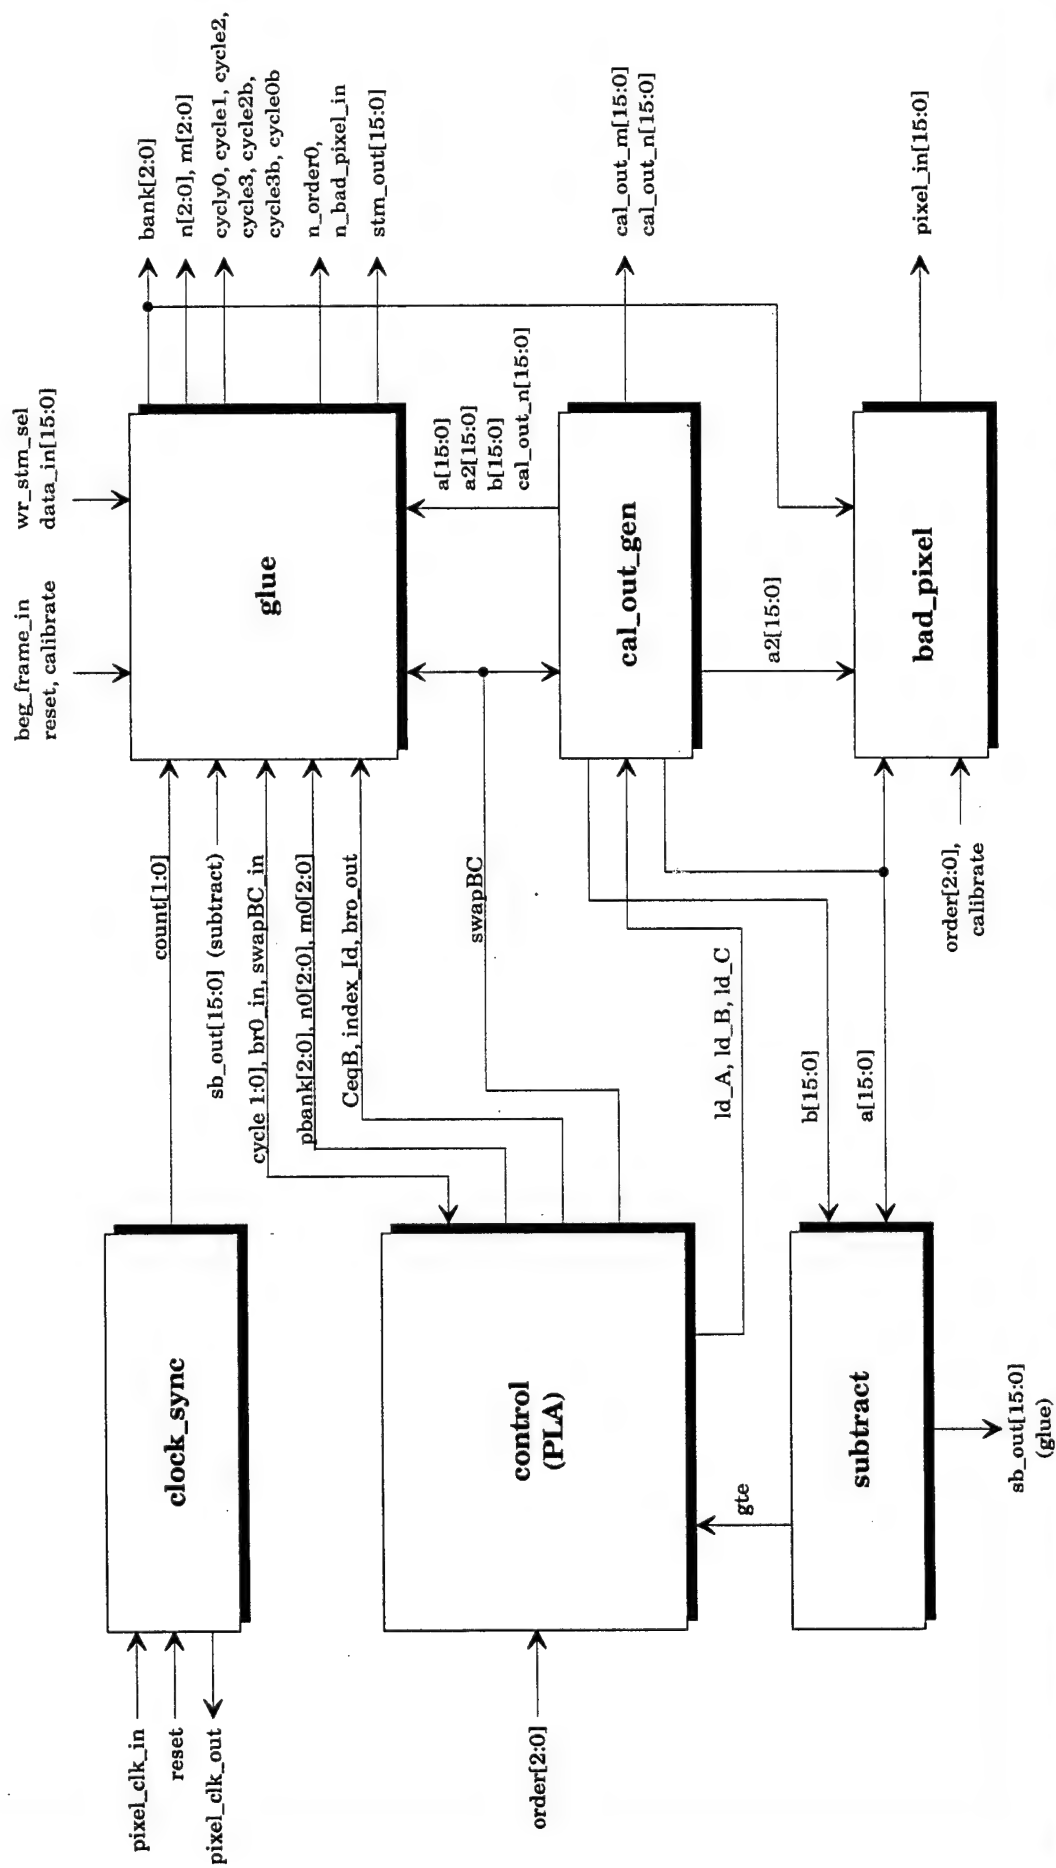 pixel_clk_in
reset
pixel_clk_out
clock_sync
count[1:0]
sb_out[15:0] (subtract)
cycle 1:0], br0_in, swapBC_in
pbank[2:0], n0[2:0], m0[2:0]
CeqB, index_Id, bro_out
beg_frame_in
reset, calibrate
wr_stm_sel
data_in[15:0]
glue
bank[2:0]
n[2:0], m[2:0]
cycly0, cycle1, cycle2,
cycle3, cycle2b,
cycle3b, cycle0b
n_order0,
n_bad_pixel_in
stm_out[15:0]
order[2:0]
control
(PLA)
swapBC
ld_A, ld_B, ld_C
a[15:0]
a2[15:0]
b[15:0]
cal_out_n[15:0]
cal_out_gen
cal_out_m[15:0]
cal_out_n[15:0]
gte
subtract
sb_out[15:0]
(glue)
b[15:0]
a[15:0]
a2[15:0]
order[2:0],
calibrate
bad_pixel
pixel_in[15:0]